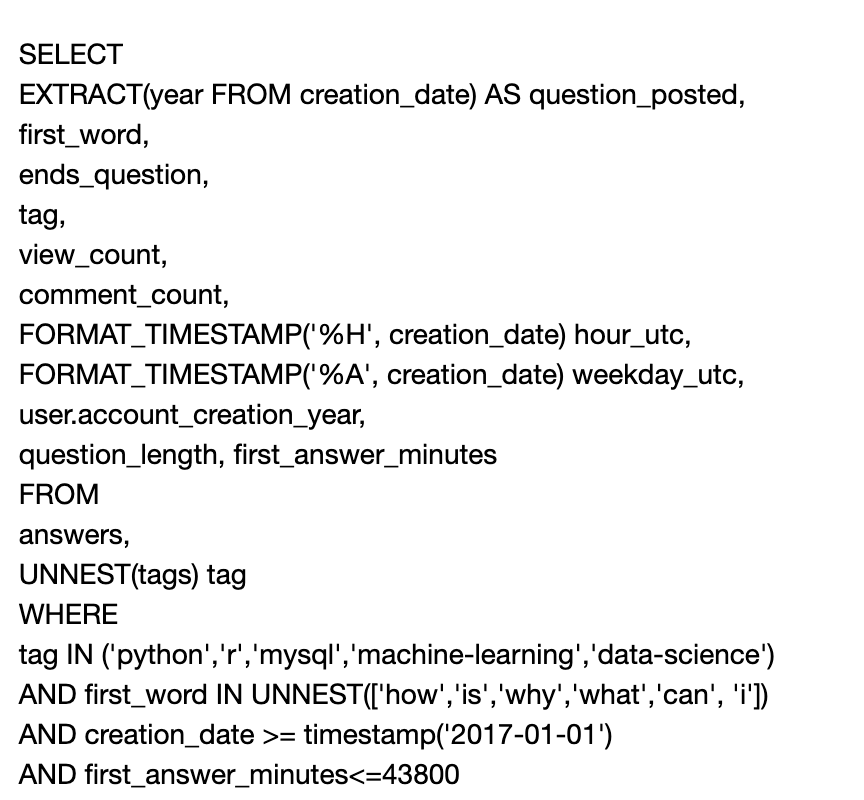 SELECT
EXTRACT(year FROM creation_date) AS question_posted,
first_word,
ends_question,
tag,
view_count,
comment_count,
FORMAT_TIMESTAMP('%H', creation_date) hour_utc,
FORMAT_TIMESTAMP('%A', creation_date) weekday_utc,
user.account_creation_year,
question_length, first_answer_minutes
FROM
answers,
UNNEST(tags) tag
WHERE
tag IN ('python','r','mysql','machine-learning','data-science')
AND first_word IN UNNEST(['how','is','why','what','can', 'i'])
AND creation_date >= timestamp('2017-01-01')
AND first_answer_minutes<=43800